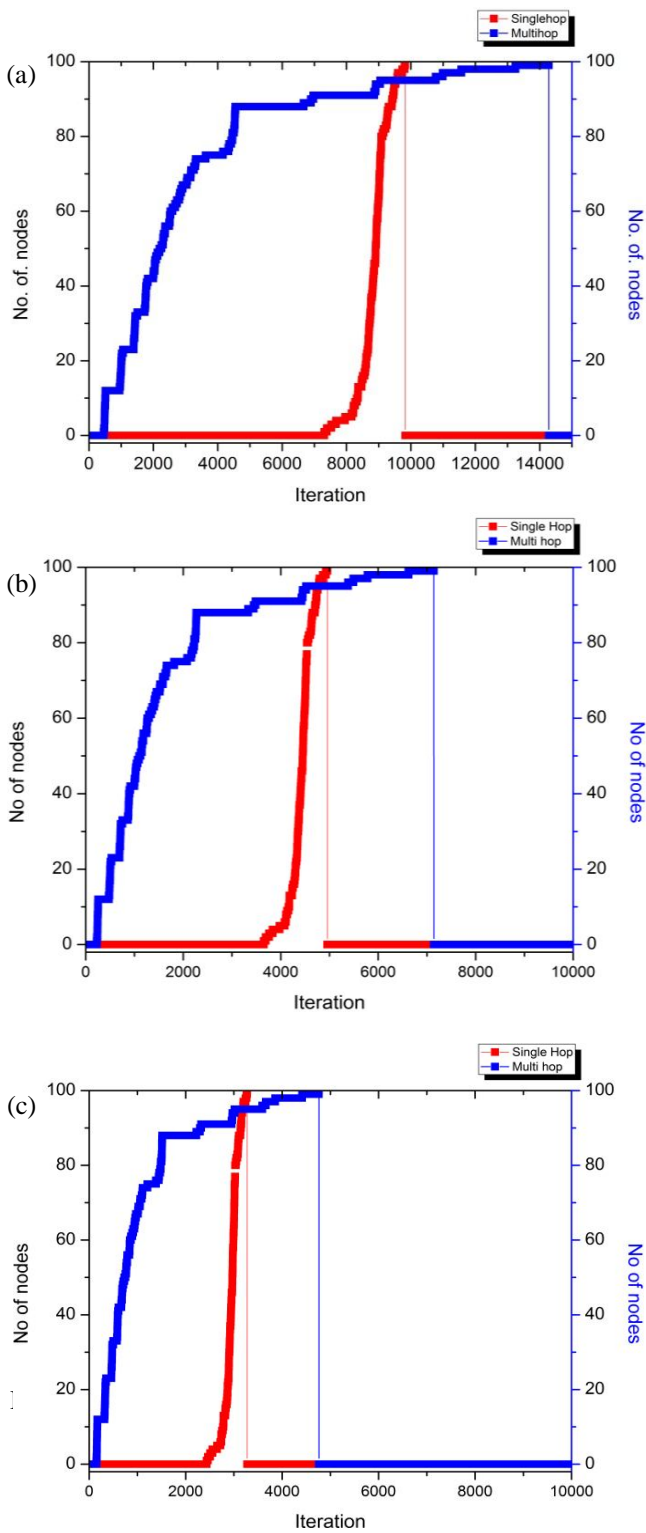 Singlehop
Multihop
(a)
100 100
80 80
60 60
40 40
20 20
0 0
No. of. nodes
No. of. nodes
0 2000 4000 6000 8000 10000 12000 14000
Iteration
Single Hop
Multi hop
(b)
100 100
80 80
60 60
40 40
20 20
0 0
No of nodes
No of nodes
0 2000 4000 6000 8000 10000
Iteration
Single Hop
Multi hop
(c)
100 100
80 80
60 60
40 40
20 20
0 0
No of nodes
No of nodes
0 2000 4000 6000 8000 10000
Iteration